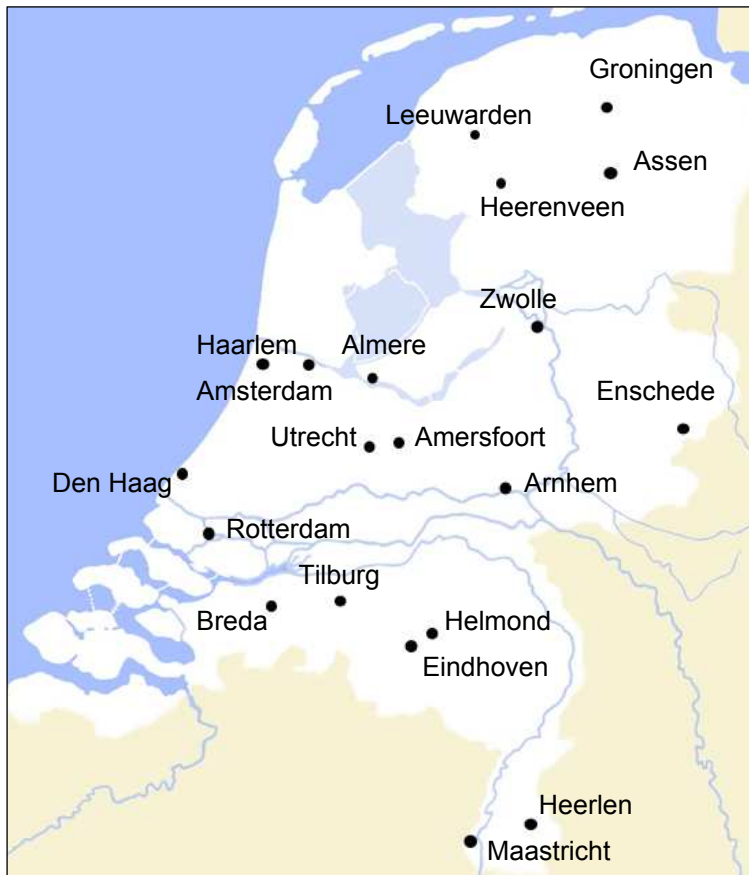 Groningen
Leeuwarden
Assen
Heerenveen
Zwolle
Haarlem
Almere
Amsterdam
Enschede
Utrecht
Amersfoort
Den Haag
Arnhem
Rotterdam
Tilburg
Breda
Helmond
Eindhoven
Heerlen
Maastricht